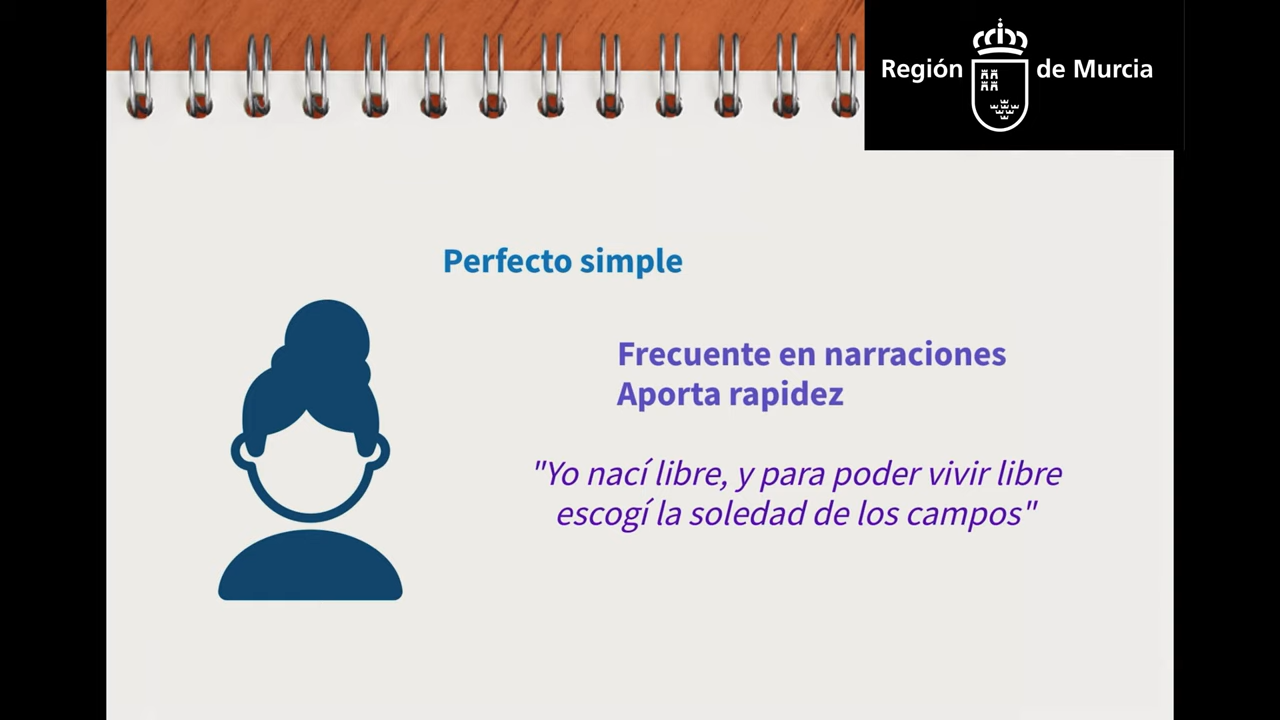 Región de Murcia
Perfecto simple
Frecuente en narraciones
Aporta rapidez
"Yo nací libre, y para poder vivir libre
escogí la soledad de los campos"